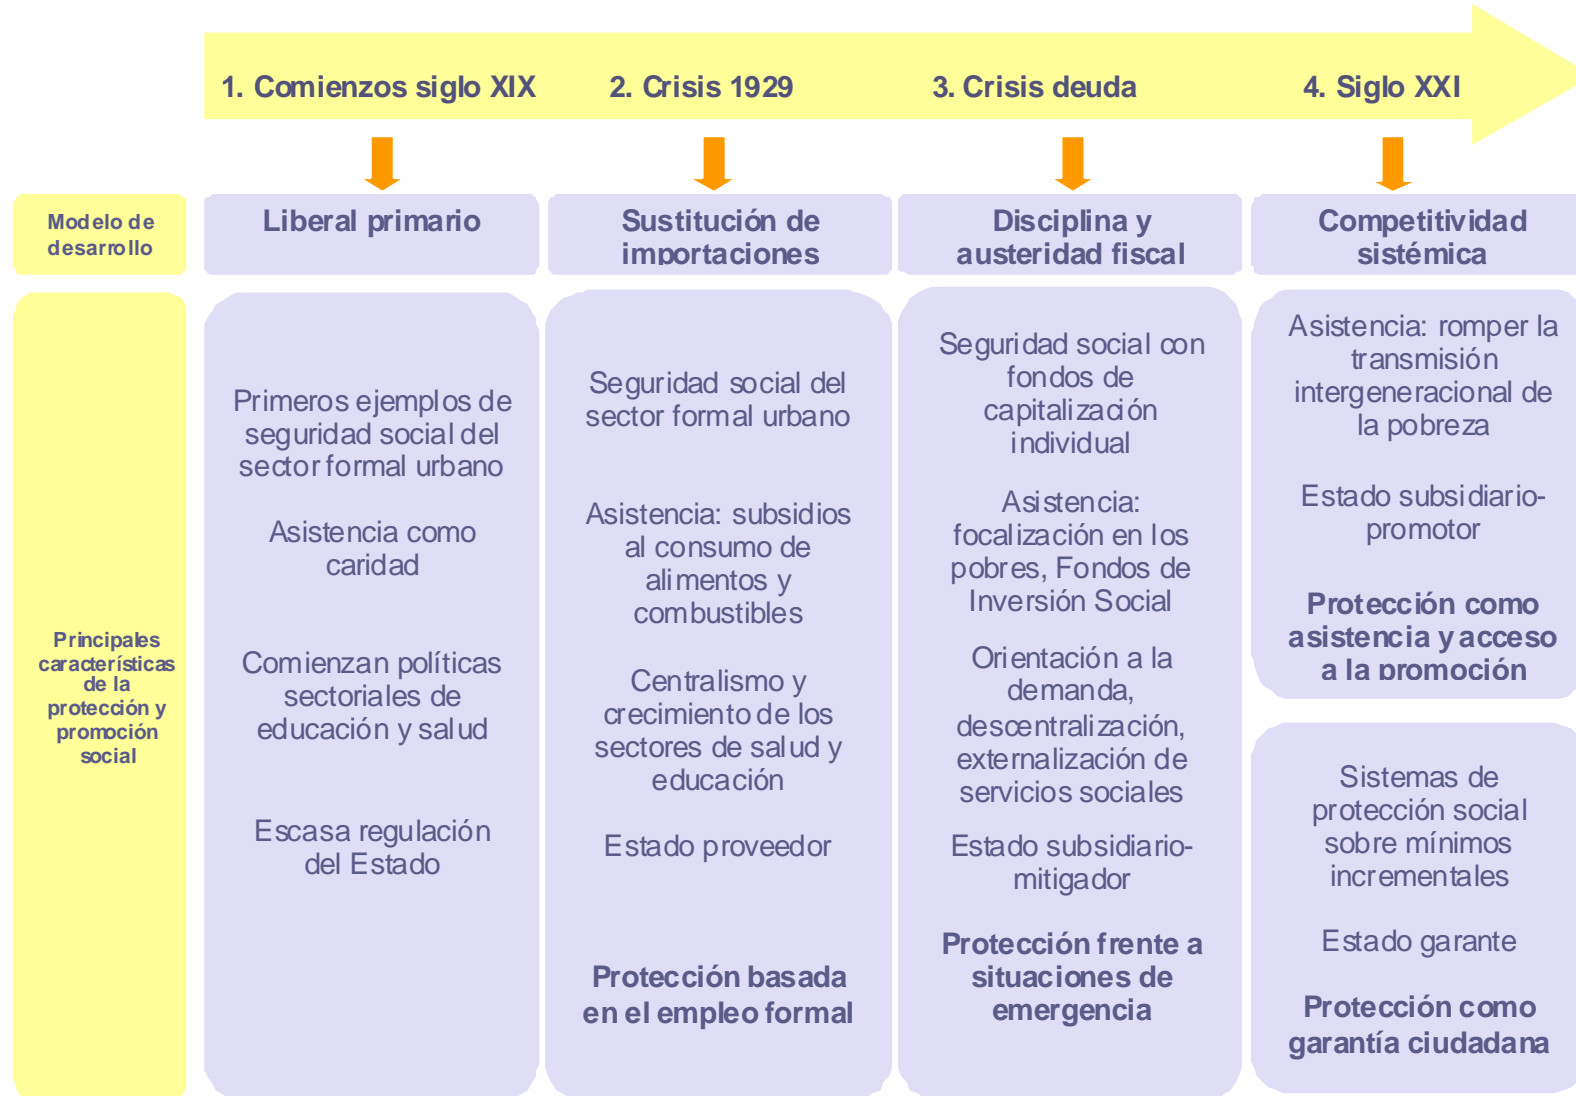 1. Comienzos siglo XIX
2. Crisis 1929
3. Crisis deuda
4. Siglo XXI
Modelo de
desarrollo
Liberal primario
Sustitución de
importaciones
Disciplina y
austeridad fiscal
Competitividad
sistémica
Principales
características
de la
protección y
promoción
social
Primeros ejemplos de
seguridad social del
sector formal urbano
Asistencia como
caridad
Comienzan políticas
sectoriales de
educación y salud
Escasa regulación
del Estado
Seguridad social del
sector formal urbano
Asistencia: subsidios
al consumo de
alimentos y
combustibles
Centralismo y
crecimiento de los
sectores de salud y
educación
Estado proveedor
Protección basada
en el empleo formal
Seguridad social con
fondos de
capitalización
individual
Asistencia:
focalización en los
pobres, Fondos de
Inversión Social
Orientación a la
demanda,
descentralización,
externalización de
servicios sociales
Estado subsidiario-
mitigador
Protección frente a
situaciones de
emergencia
Asistencia: romper la
transmisión
intergeneracional de
la pobreza
Estado subsidiario-
promotor
Protección como
asistencia y acceso
a la promoción
Sistemas de
protección social
sobre mínimos
incrementales
Estado garante
Protección como
garantía ciudadana